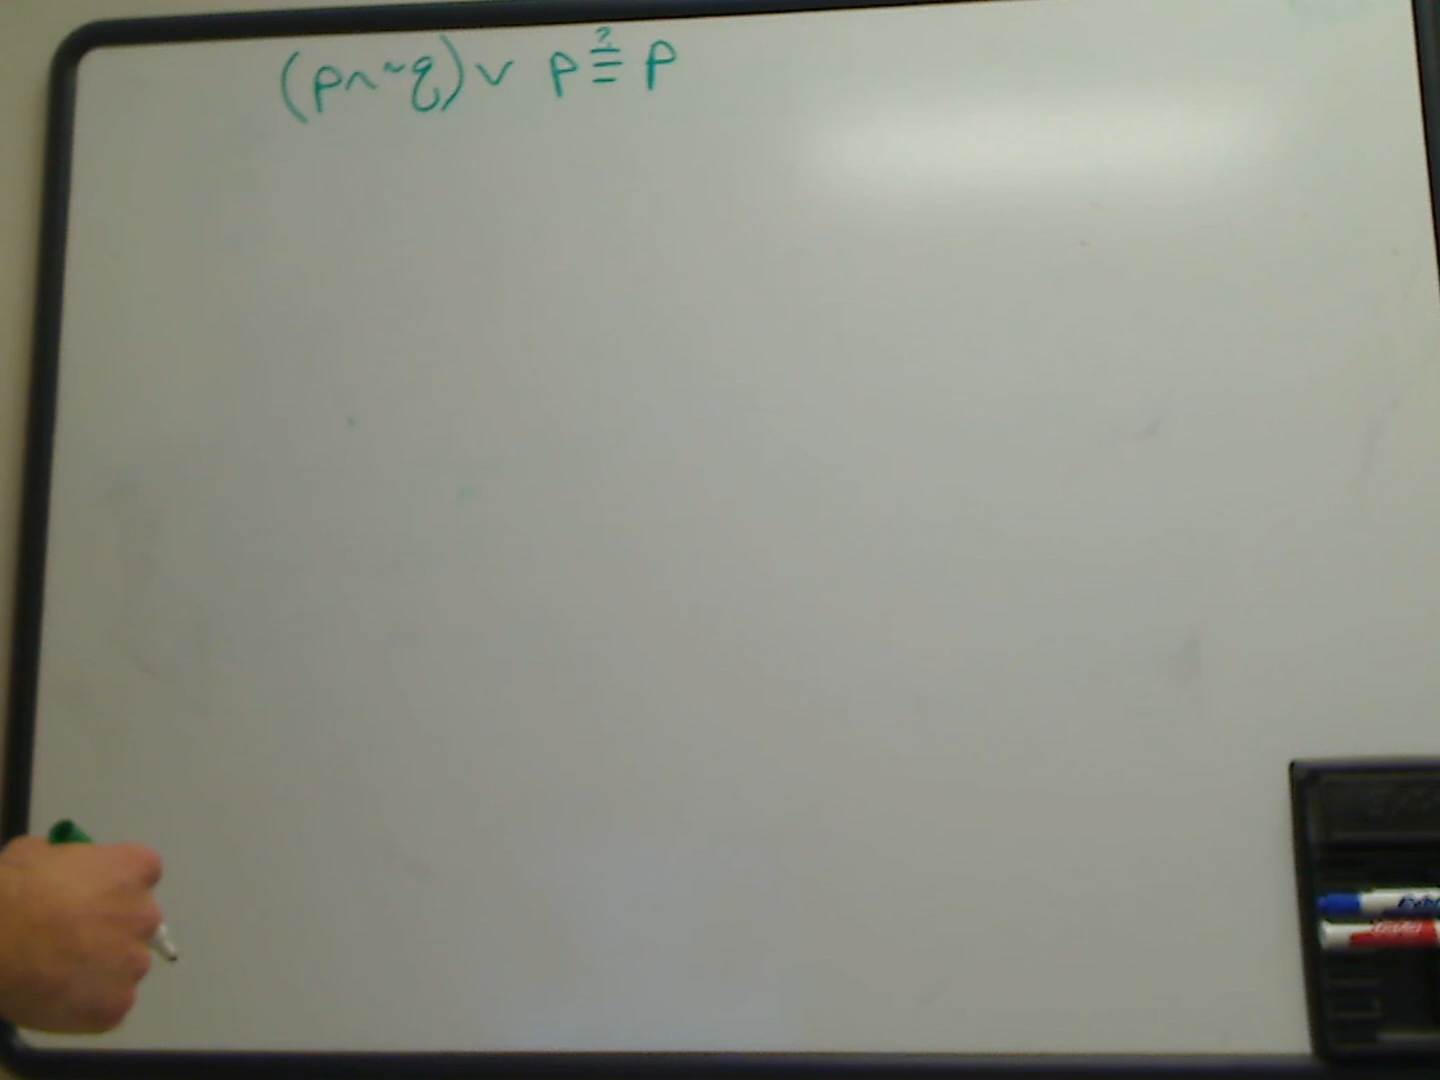 (p∧~q) ∨ p ≟ p